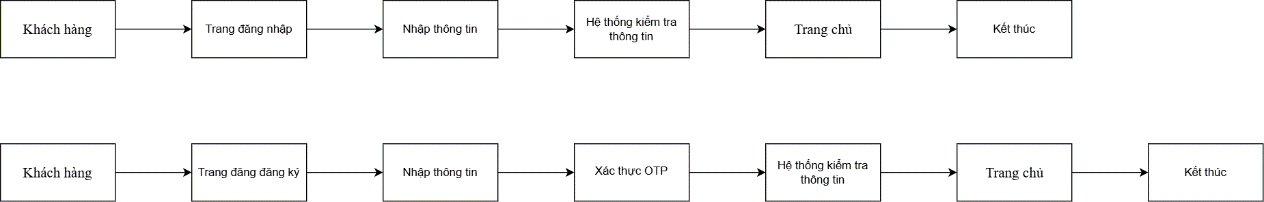 Khách hàng
Trang đăng nhập
Nhập thông tin
Hệ thống kiểm tra
thông tin
Trang chủ
Kết thúc
Khách hàng
Trang đăng đăng ký
Nhập thông tin
Xác thực OTP
Hệ thống kiểm tra
thông tin
Trang chủ
Kết thúc